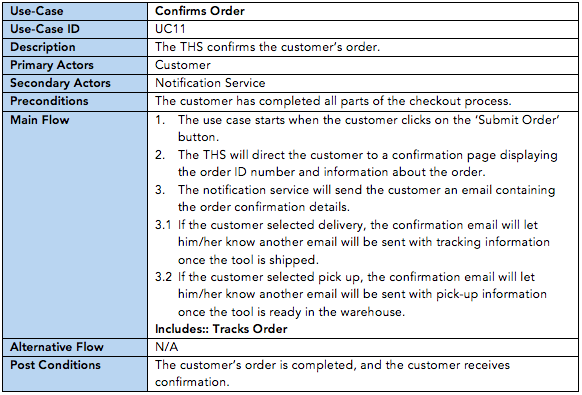 Use-Case Confirms Order
Use-Case ID UC11
Description The THS confirms the customer's order.
Primary Actors Customer
Secondary Actors Notification Service
Preconditions The customer has completed all parts of the checkout process.
Main Flow 1. The use case starts when the customer clicks on the 'Submit Order'
button.
2. The THS will direct the customer to a confirmation page displaying
the order ID number and information about the order.
3. The notification service will send the customer an email containing
the order confirmation details.
3.1 If the customer selected delivery, the confirmation email will let
him/her know another email will be sent with tracking information
once the tool is shipped.
3.2 If the customer selected pick up, the confirmation email will let
him/her know another email will be sent with pick-up information
once the tool is ready in the warehouse.
Includes:: Tracks Order
Alternative Flow N/A
Post Conditions The customer's order is completed, and the customer receives
confirmation.